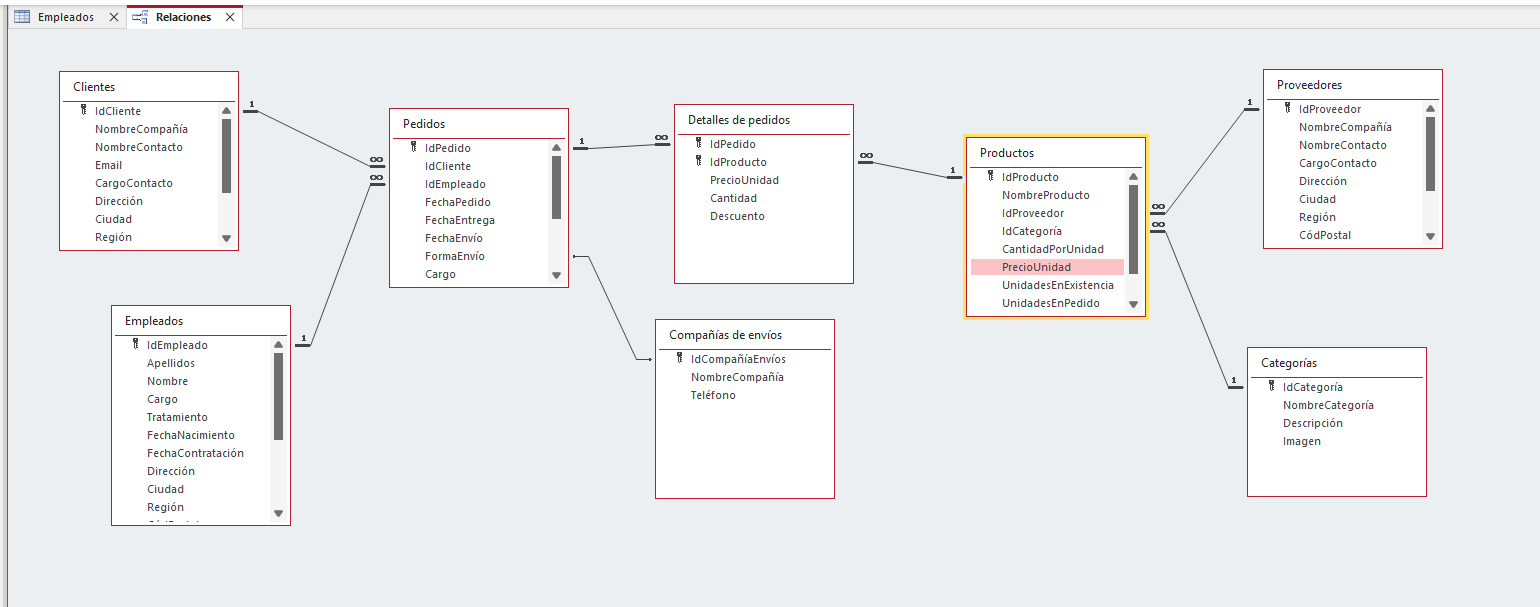 Empleados
Relaciones
Clientes
IdCliente
NombreCompañía
NombreContacto
Email
CargoContacto
Dirección
Ciudad
Región
1
∞
∞
1
Empleados
IdEmpleado
Apellidos
Nombre
Cargo
Tratamiento
FechaNacimiento
FechaContratación
Dirección
Ciudad
Región
Pedidos
IdPedido
IdCliente
IdEmpleado
FechaPedido
FechaEntrega
FechaEnvío
FormaEnvío
Cargo
1
∞
Detalles de pedidos
IdPedido
IdProducto
PrecioUnidad
Cantidad
Descuento
Compañías de envíos
IdCompañíaEnvíos
NombreCompañía
Teléfono
∞
1
Productos
IdProducto
NombreProducto
IdProveedor
IdCategoría
CantidadPorUnidad
PrecioUnidad
UnidadesEnExistencia
UnidadesEnPedido
∞
∞
1
1
Proveedores
IdProveedor
NombreCompañía
NombreContacto
CargoContacto
Dirección
Ciudad
Región
CódPostal
Categorías
IdCategoría
NombreCategoría
Descripción
Imagen